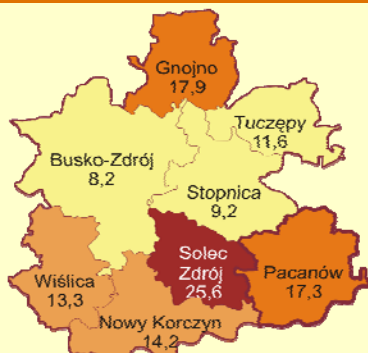 Gnojno
17,9
Tuczępy
11,6
Busko-Zdrój
8,2
Stopnica
9,2
Solec
Zdrój
25,6
Pacanów
17,3
Wiślica
13,3
Nowy Korczyn
14,2